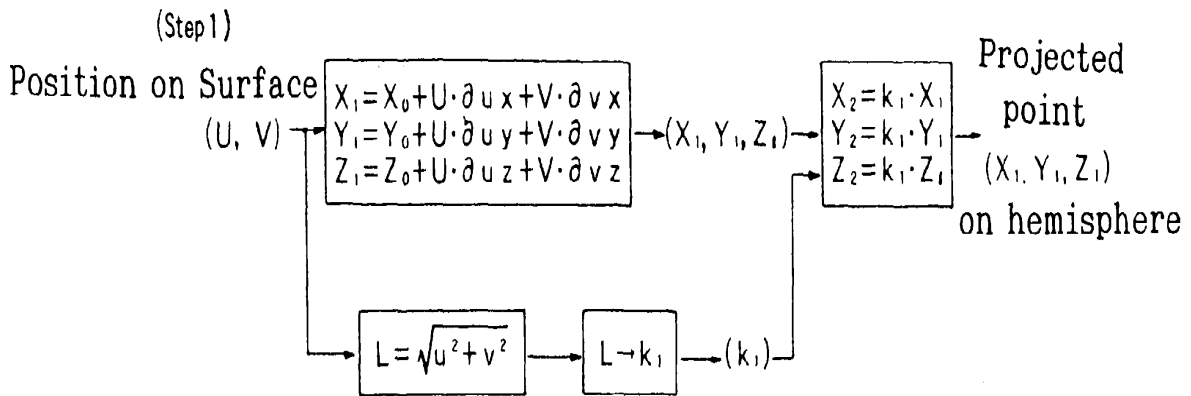 (Step1)
Position on Surface
(U, V)
X₁=X₀+U·∂ux+V·∂vx
Y₁=Y₀+U·∂uy+V·∂vy
Z₁=Z₀+U·∂uz+V·∂vz
(X₁, Y₁, Z₁)
X₂=k₁·X₁
Y₂=k₁·Y₁
Z₂=k₁·Z₁
Projected
point
(X₁, Y₁, Z₁)
on hemisphere
L=√u²+v²
L→k₁
(k₁)